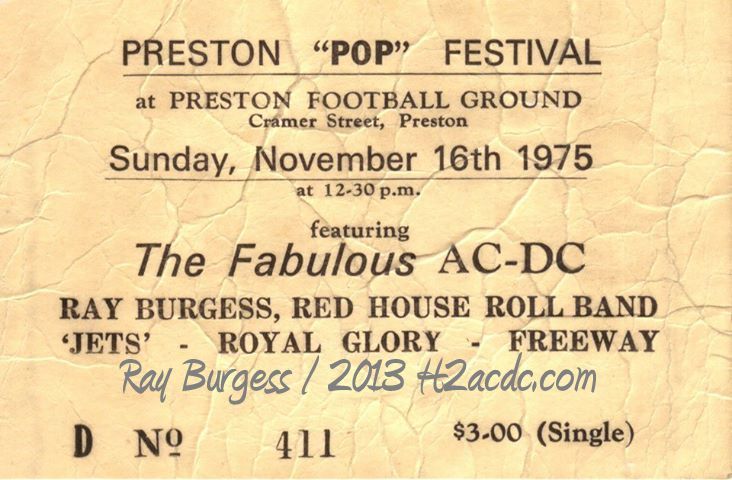 PRESTON “POP” FESTIVAL
at PRESTON FOOTBALL GROUND
Cramer Street, Preston
Sunday, November 16th 1975
at 12-30 p.m.
featuring
The Fabulous AC-DC
RAY BURGESS, RED HOUSE ROLL BAND
‘JETS’ - ROYAL GLORY - FREEWAY
Ray Burgess / 2013 H2acdc.com
D Nº 411 $3-00 (Single)